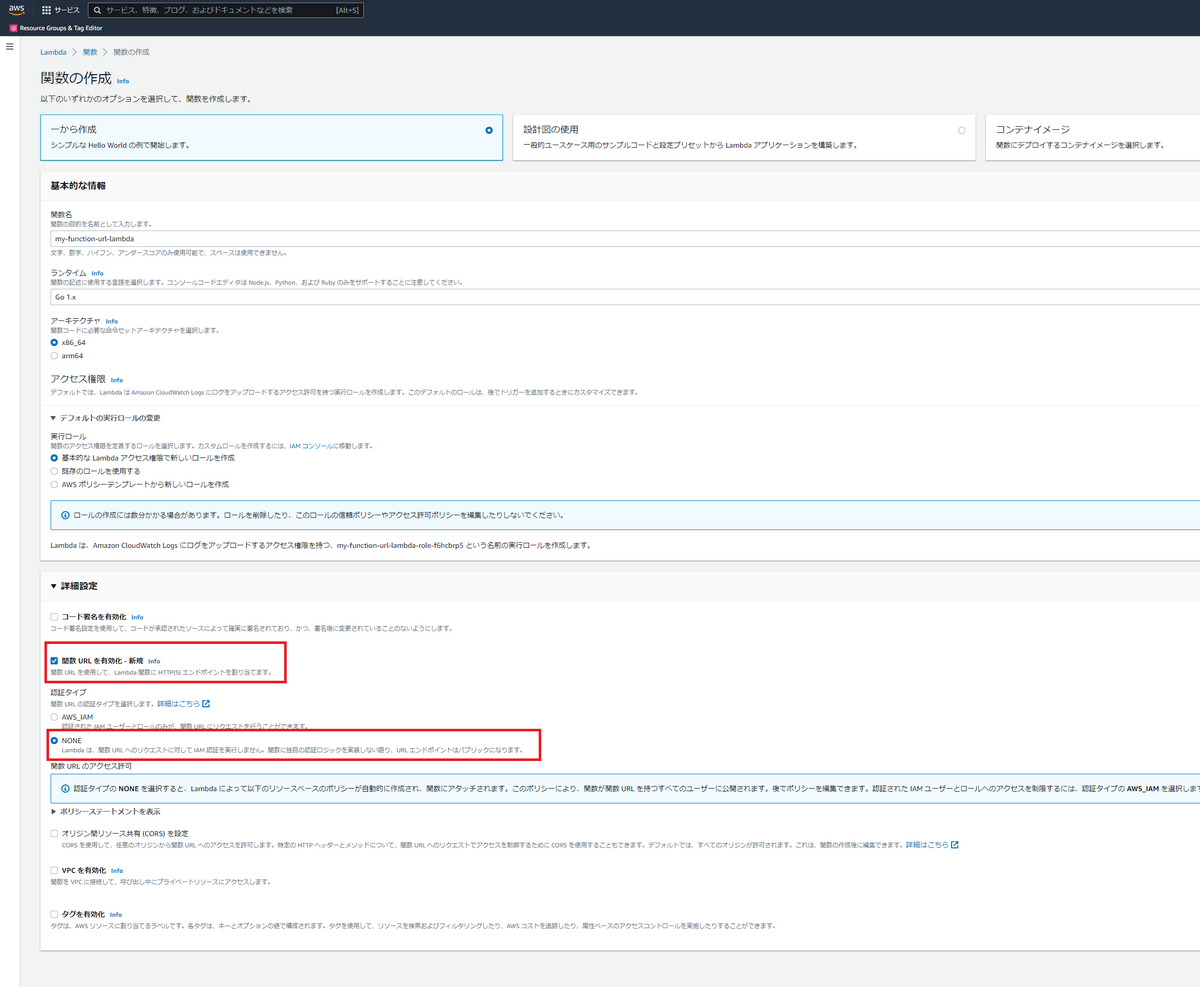 aws サービス サービス、特徴、ブログ、およびドキュメントなどを検索 [Alt+S]
Resource Groups & Tag Editor
Lambda 関数 関数の作成
関数の作成 Info
以下のいずれかのオプションを選択して、関数を作成します。
一から作成
シンプルな Hello World の例で開始します。
設計図の使用
一般的ユースケース用のサンプルコードと設定プリセットから Lambda アプリケーションを構築します。
コンテナイメージ
関数にデプロイするコンテナイメージを選択します。
基本的な情報
関数名
関数の目的を名前として入力します。
my-function-url-lambda
文字、数字、ハイフン、アンダースコアのみ使用可能で、スペースは使用できません。
ランタイム Info
関数の記述に使用する言語を選択します。コンソールコードエディタは Node.js、Python、および Ruby のみをサポートすることに注意してください。
Go 1.x
アーキテクチャ Info
関数コードに必要な命令セットアーキテクチャを選択します。
x86_64
arm64
アクセス権限 Info
デフォルトでは、Lambda は Amazon CloudWatch Logs にログをアップロードするアクセス許可を持つ実行ロールを作成します。このデフォルトのロールは、後でトリガーを追加するときにカスタマイズできます。
▼ デフォルトの実行ロールの変更
実行ロール
関数のアクセス権限を定義するロールを選択します。カスタムロールを作成するには、IAM コンソールに移動します。
基本的な Lambda アクセス権限で新しいロールを作成
既存のロールを使用する
AWS ポリシーテンプレートから新しいロールを作成
ロールの作成には数分かかる場合があります。ロールを削除したり、このロールの信頼ポリシーやアクセス許可ポリシーを編集したりしないでください。
Lambda は、Amazon CloudWatch Logs にログをアップロードするアクセス権限を持つ、my-function-url-lambda-role-f6hcbrp5 という名前の実行ロールを作成します。
▼ 詳細設定
コード署名を有効化 Info
コード署名設定を使用して、コードが承認されたソースによって確実に署名されており、かつ、署名後に変更されていることのないようにします。
関数 URL を有効化 - 新規 Info
関数 URL を使用して、Lambda 関数に HTTP(S) エンドポイントを割り当てます。
認証タイプ
関数 URL の認証タイプを選択します。詳細はこちら
AWS_IAM
認証された IAM ユーザーとロールのみが、関数 URL にリクエストを行うことができます。
NONE
Lambda は、関数 URL へのリクエストに対して IAM 認証を実行しません。関数に独自の認証ロジックを実装しない限り、URL エンドポイントはパブリックになります。
関数 URL のアクセス許可
認証タイプの NONE を選択すると、Lambda によって以下のリソースベースのポリシーが自動的に作成され、関数にアタッチされます。このポリシーにより、関数が関数 URL を持つすべてのユーザーに公開されます。後でポリシーを編集できます。認証された IAM ユーザーとロールへのアクセスを制限するには、認証タイプの AWS_IAM を選択しま
▶ ポリシーステートメントを表示
オリジン間リソース共有 (CORS) を設定
CORS を使用して、任意のオリジンから関数 URL へのアクセスを許可します。特定の HTTP ヘッダーとメソッドについて、関数 URL へのリクエストでアクセスを制御するために CORS を使用することもできます。デフォルトでは、すべてのオリジンが許可されます。これは、関数の作成後に編集できます。詳細はこちら
VPC を有効化 Info
関数を VPC に接続して、呼び出し中にプライベートリソースにアクセスします。
タグを有効化 Info
タグは、AWS リソースに割り当てるラベルです。各タグは、キーとオプションの値で構成されます。タグを使用して、リソースを検索およびフィルタリングしたり、AWS コストを追跡したり、属性ベースのアクセスコントロールを実施したりすることができます。